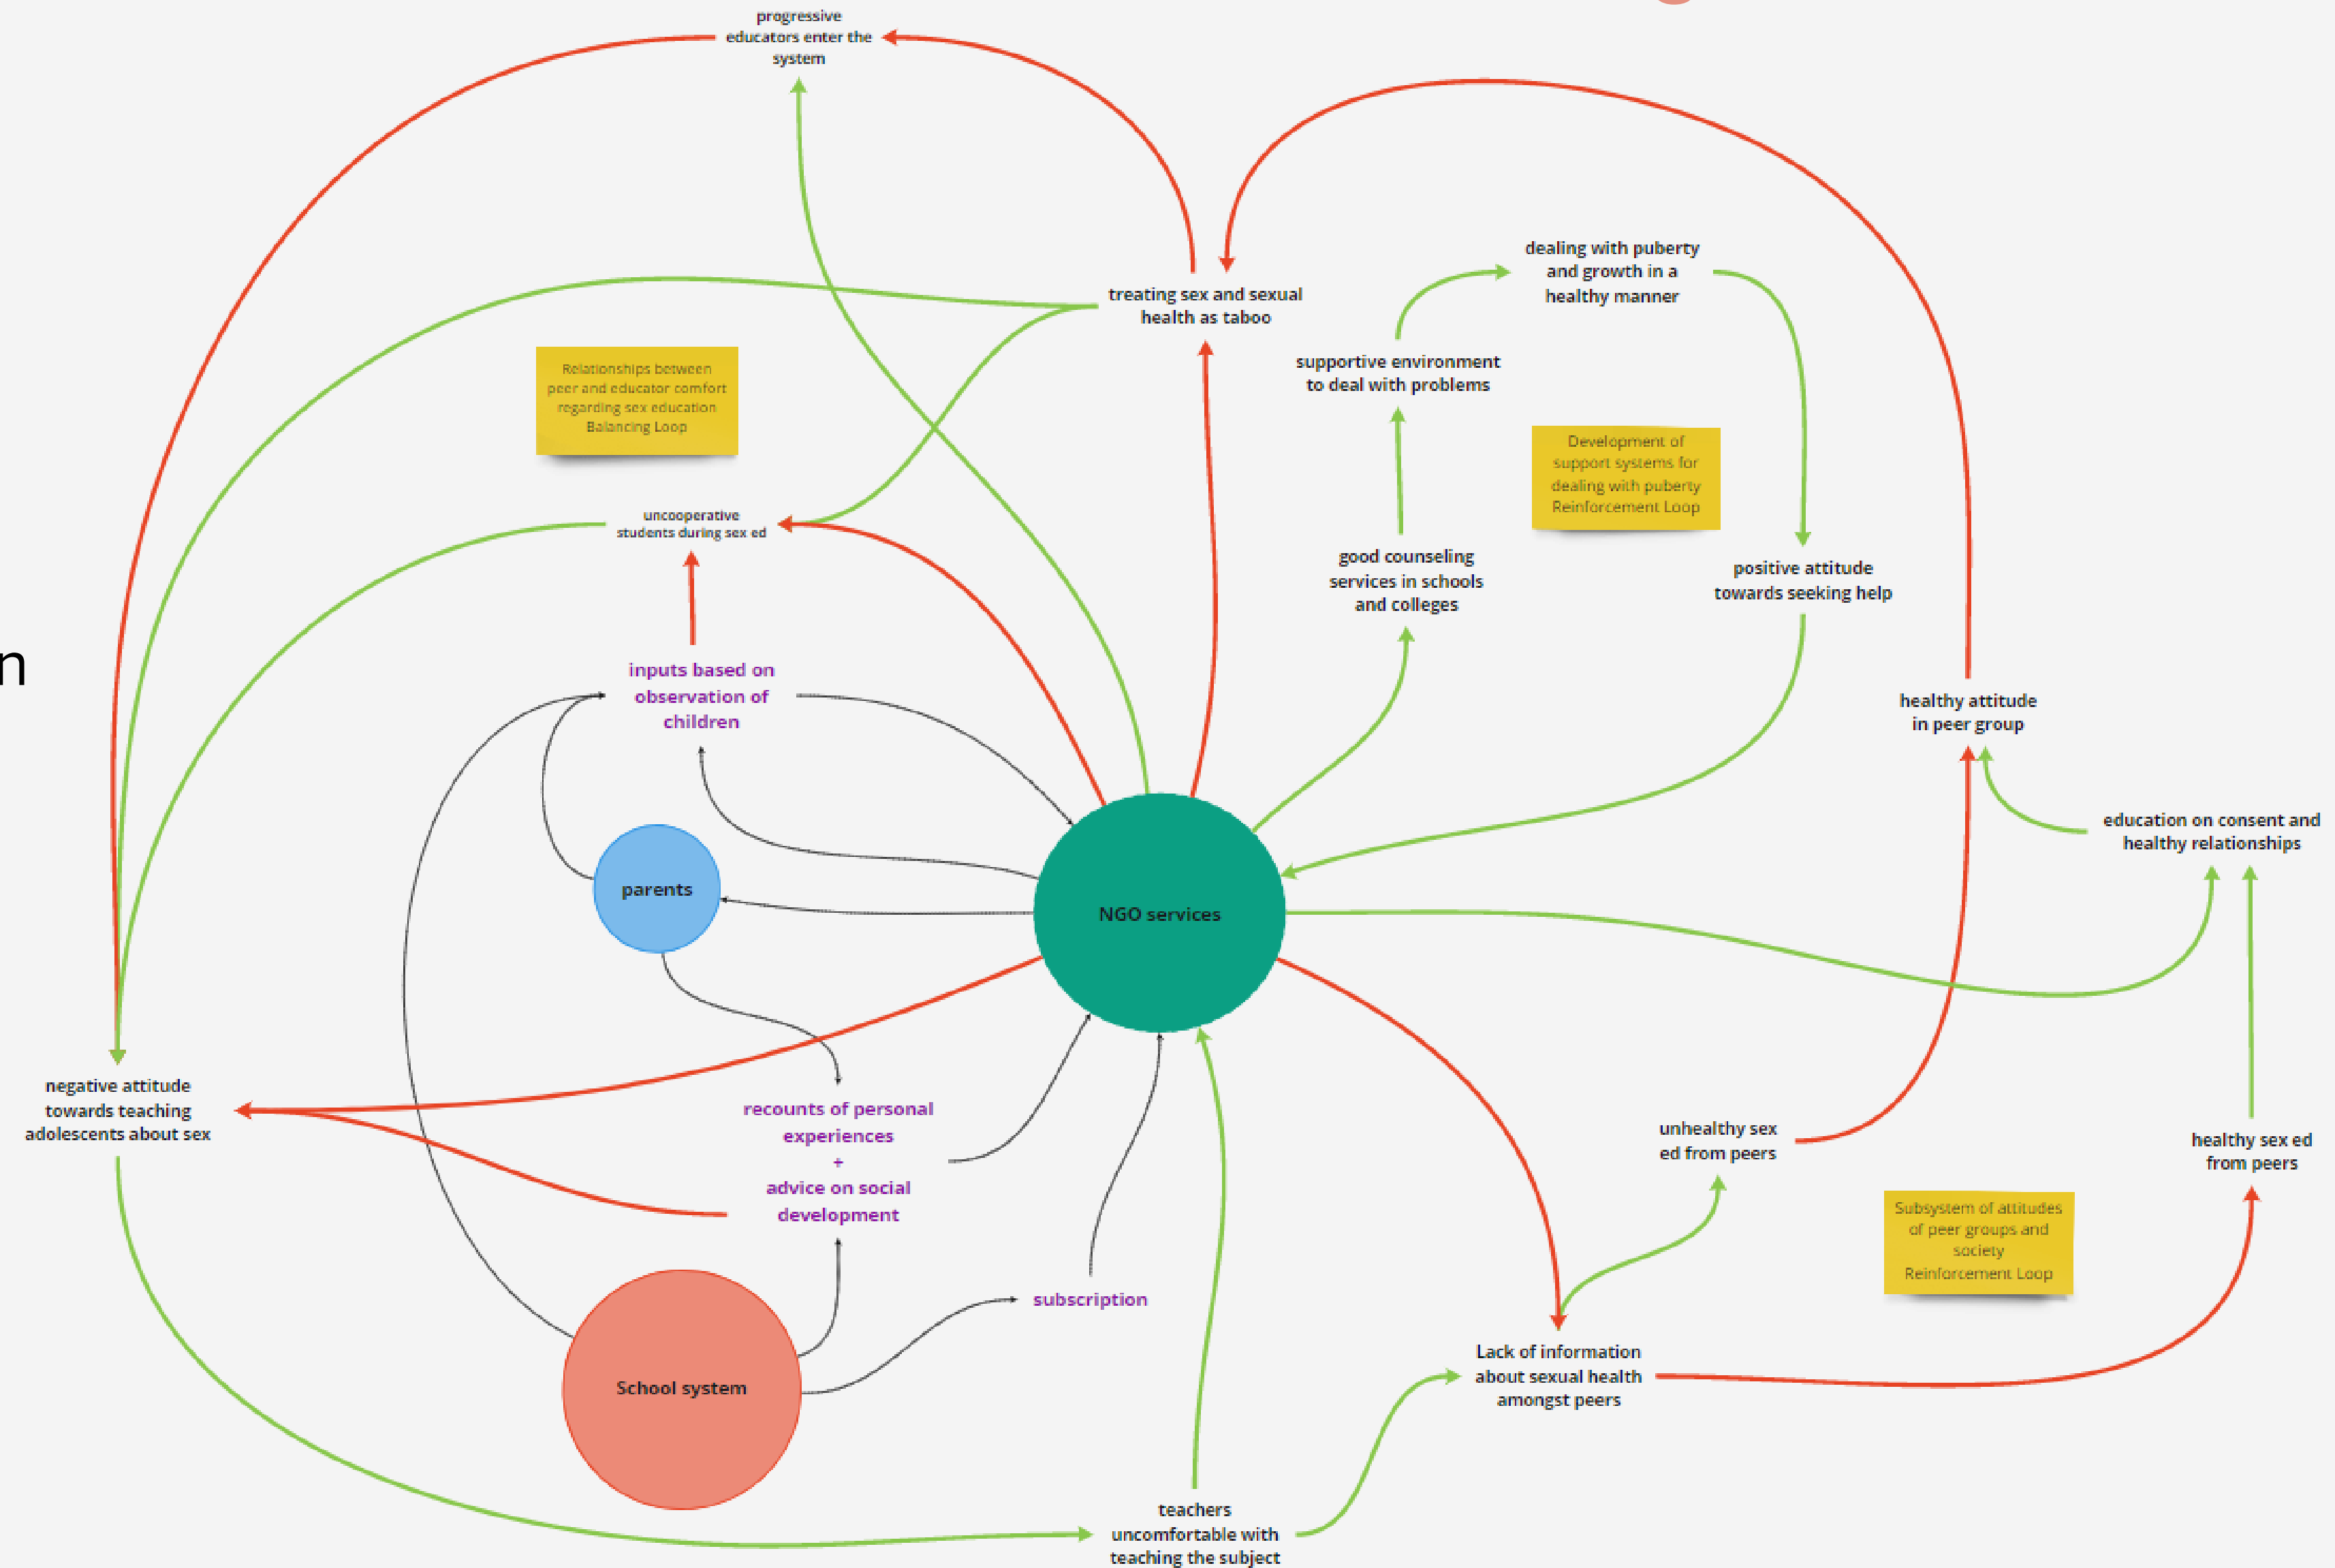 progressive
educators enter the
system
treating sex and sexual
health as taboo
dealing with puberty
and growth in a
healthy manner
supportive environment
to deal with problems
Relationships between
peer and educator comfort
regarding sex education
Balancing Loop
Development of
support systems for
dealing with puberty
Reinforcement Loop
uncooperative
students during sex ed
good counseling
services in schools
and colleges
positive attitude
towards seeking help
n
inputs based on
observation of
children
healthy attitude
in peer group
education on consent and
healthy relationships
parents
NGO services
negative attitude
towards teaching
adolescents about sex
recounts of personal
experiences
+
advice on social
development
unhealthy sex
ed from peers
healthy sex ed
from peers
Subsystem of attitudes
of peer groups and
society
Reinforcement Loop
subscription
School system
Lack of information
about sexual health
amongst peers
teachers
uncomfortable with
teaching the subject